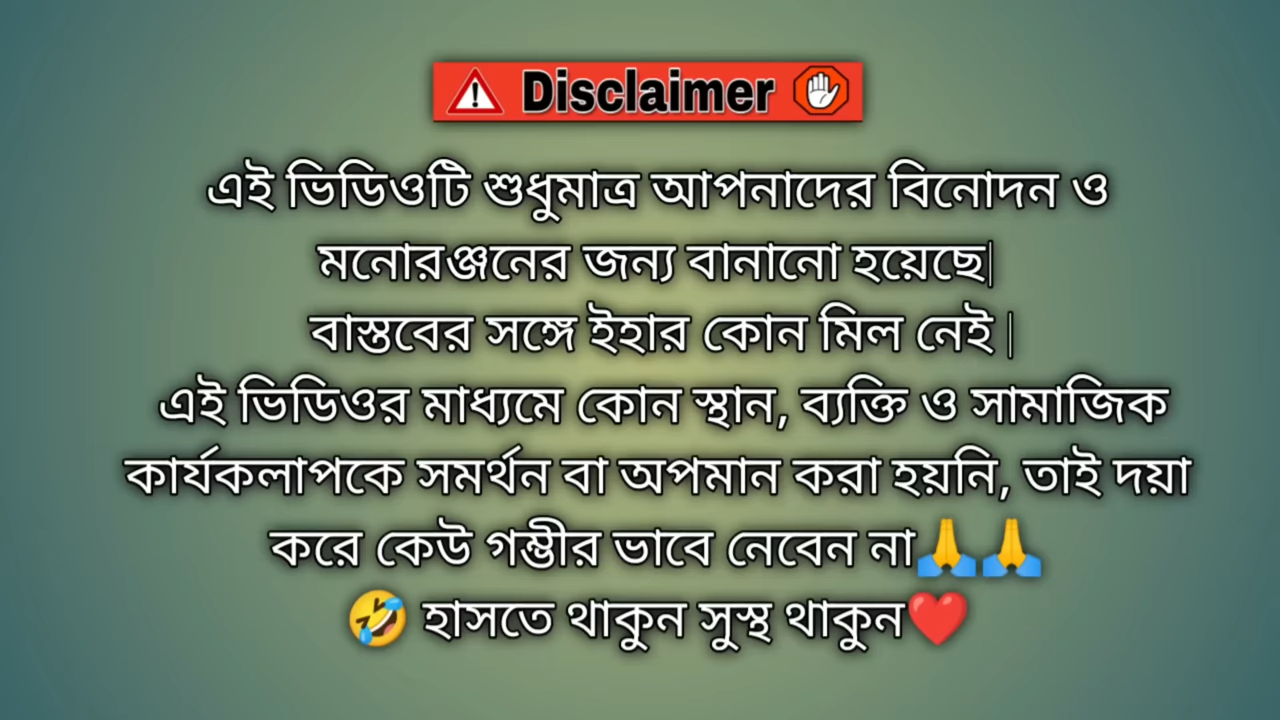 ⚠️ Disclaimer
এই ভিডিওটি শুধুমাত্র আপনাদের বিনোদন ও
মনোরঞ্জনের জন্য বানানো হয়েছে|
বাস্তবের সঙ্গে ইহার কোন মিল নেই |
এই ভিডিওর মাধ্যমে কোন স্থান, ব্যক্তি ও সামাজিক
কার্যকলাপকে সমর্থন বা অপমান করা হয়নি, তাই দয়া
করে কেউ গম্ভীর ভাবে নেবেন না🙏🙏
🤣 হাসতে থাকুন সুস্থ থাকুন❤️